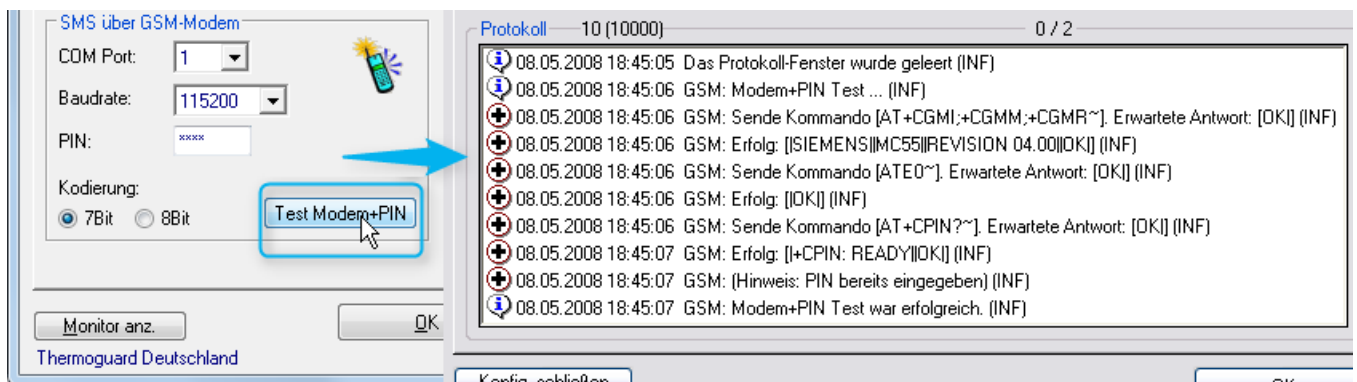 SMS über GSM-Modem
COM Port: 1
Baudrate: 115200
PIN: ××××
Kodierung:
7Bit 8Bit
Test Modem+PIN
Monitor anz.
OK
Thermoguard Deutschland
Protokoll 10 (10000) 0 / 2
08.05.2008 18:45:05 Das Protokoll-Fenster wurde geleert (INF)
08.05.2008 18:45:06 GSM: Modem+PIN Test ... (INF)
08.05.2008 18:45:06 GSM: Sende Kommando [AT+CGMI;+CGMM;+CGMR~]. Erwartete Antwort: [OK|] (INF)
08.05.2008 18:45:06 GSM: Erfolg: [|SIEMENS||MC55||REVISION 04.00||OK|] (INF)
08.05.2008 18:45:06 GSM: Sende Kommando [ATE0~]. Erwartete Antwort: [OK|] (INF)
08.05.2008 18:45:06 GSM: Erfolg: [|OK|] (INF)
08.05.2008 18:45:06 GSM: Sende Kommando [AT+CPIN?~]. Erwartete Antwort: [OK|] (INF)
08.05.2008 18:45:07 GSM: Erfolg: [|+CPIN: READY||OK|] (INF)
08.05.2008 18:45:07 GSM: (Hinweis: PIN bereits eingegeben) (INF)
08.05.2008 18:45:07 GSM: Modem+PIN Test war erfolgreich. (INF)
Konfig. schließen
OK